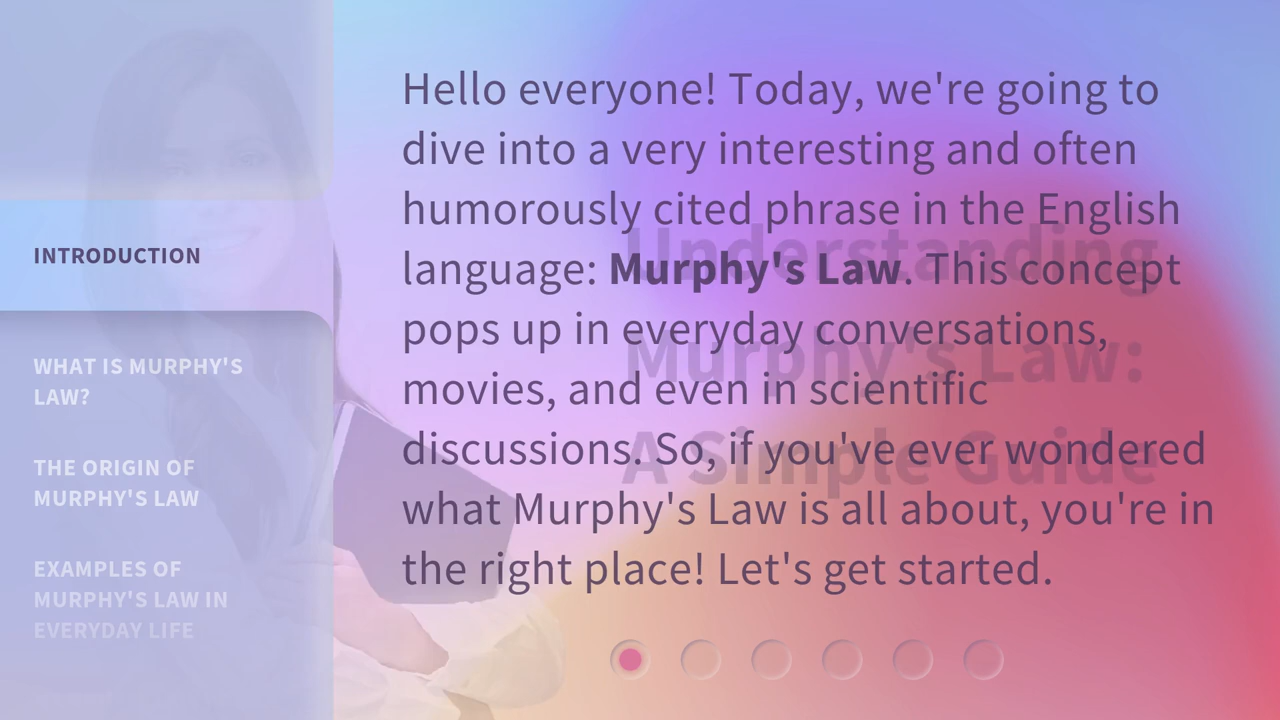 INTRODUCTION
WHAT IS MURPHY'S
LAW?
THE ORIGIN OF
MURPHY'S LAW
EXAMPLES OF
MURPHY'S LAW IN
EVERYDAY LIFE
Hello everyone! Today, we're going to
dive into a very interesting and often
humorously cited phrase in the English
language: Murphy's Law. This concept
pops up in everyday conversations,
movies, and even in scientific
discussions. So, if you've ever wondered
what Murphy's Law is all about, you're in
the right place! Let's get started.
Understanding
Murphy's Law:
A Simple Guide